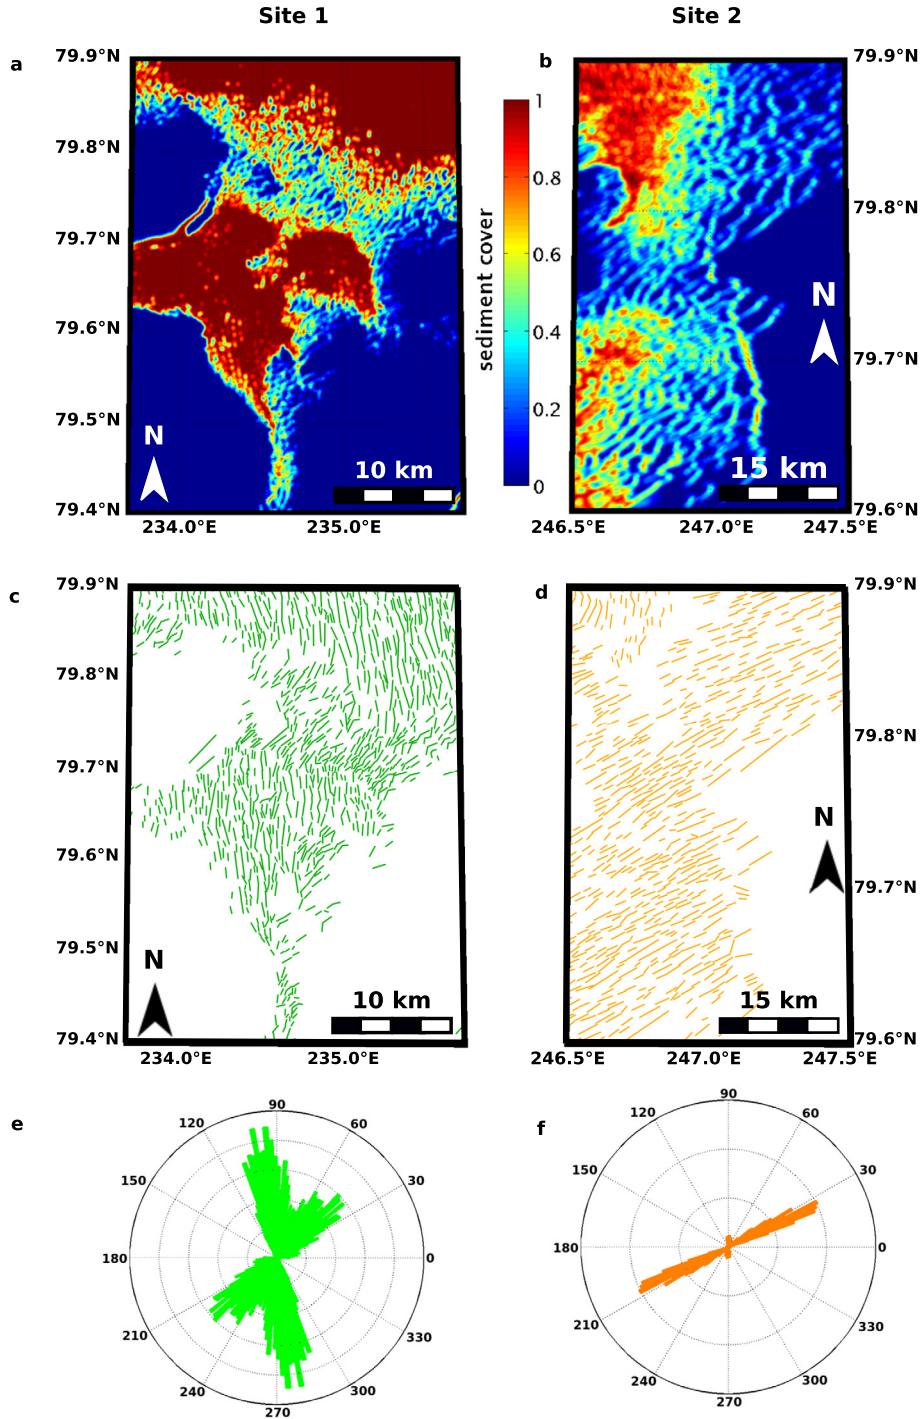 Site 1
Site 2
a
79.9°N
79.8°N
79.7°N
79.6°N
79.5°N
79.4°N
234.0°E
235.0°E
N
10 km
1
0.8
0.6
0.4
0.2
0
sediment cover
b
79.9°N
79.8°N
79.7°N
79.6°N
246.5°E
247.0°E
247.5°E
N
15 km
c
79.9°N
79.8°N
79.7°N
79.6°N
79.5°N
79.4°N
234.0°E
235.0°E
N
10 km
d
79.9°N
79.8°N
79.7°N
79.6°N
246.5°E
247.0°E
247.5°E
N
15 km
e
90
60
30
0
330
300
270
240
210
180
150
120
f
90
60
30
0
330
300
270
240
210
180
150
120